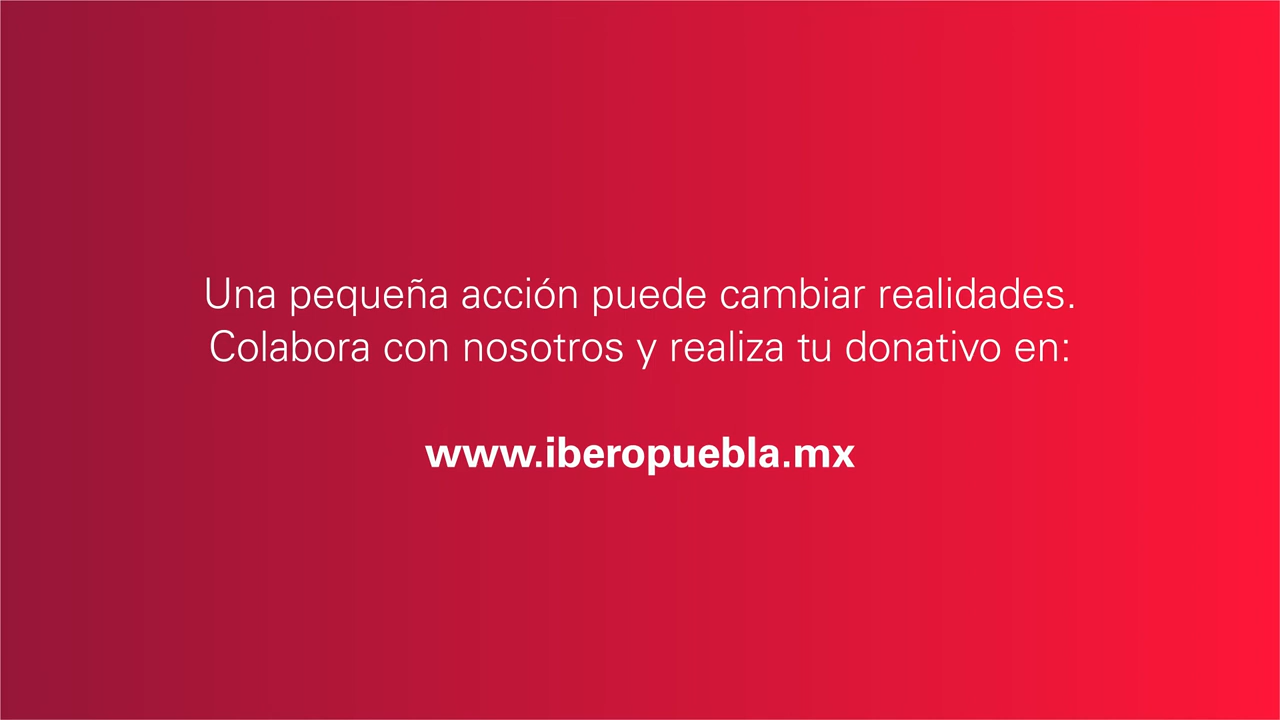 Una pequeña acción puede cambiar realidades.
Colabora con nosotros y realiza tu donativo en:
www.iberopuebla.mx